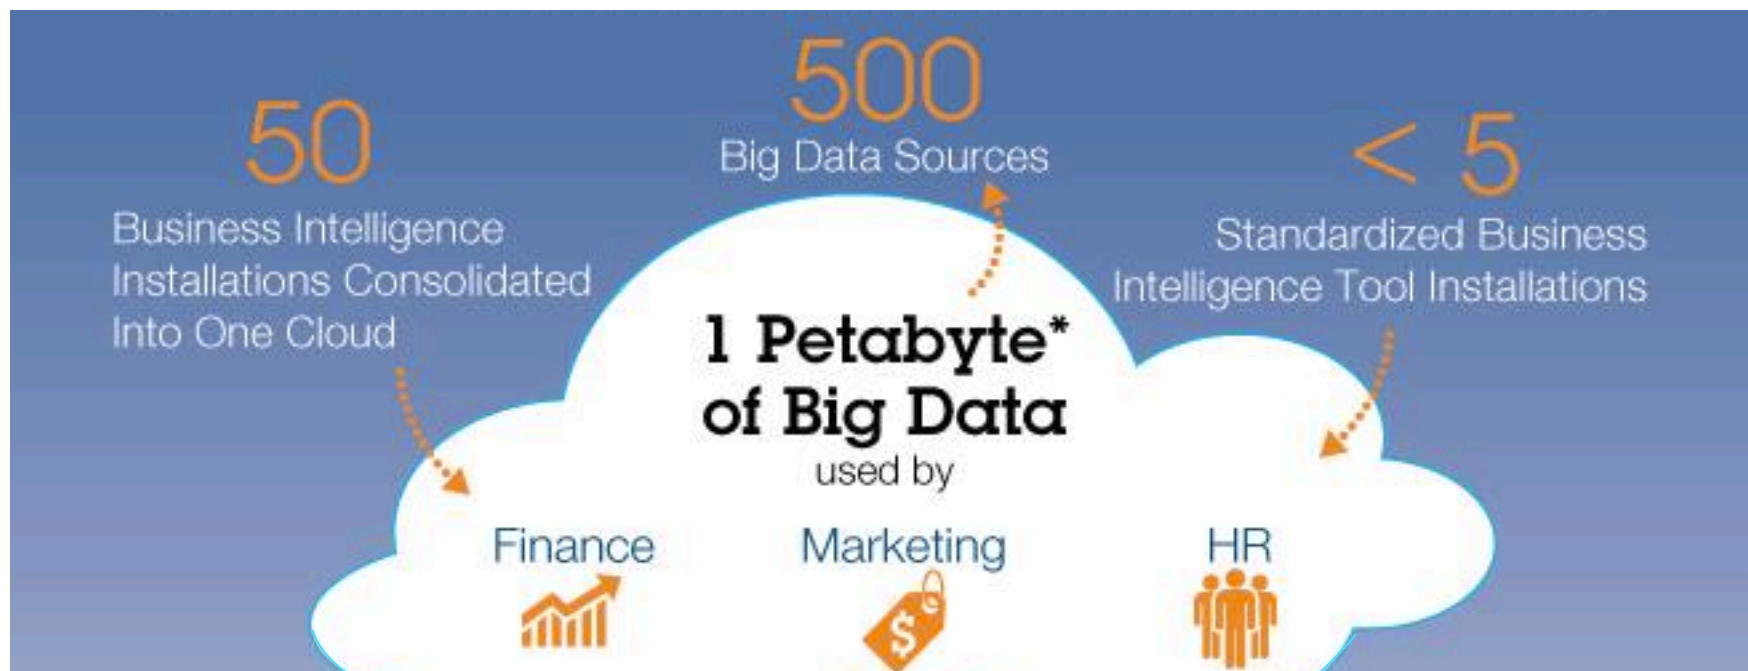 50
Business Intelligence
Installations Consolidated
Into One Cloud
500
Big Data Sources
< 5
Standardized Business
Intelligence Tool Installations
1 Petabyte*
of Big Data
used by
Finance
Marketing
HR
$